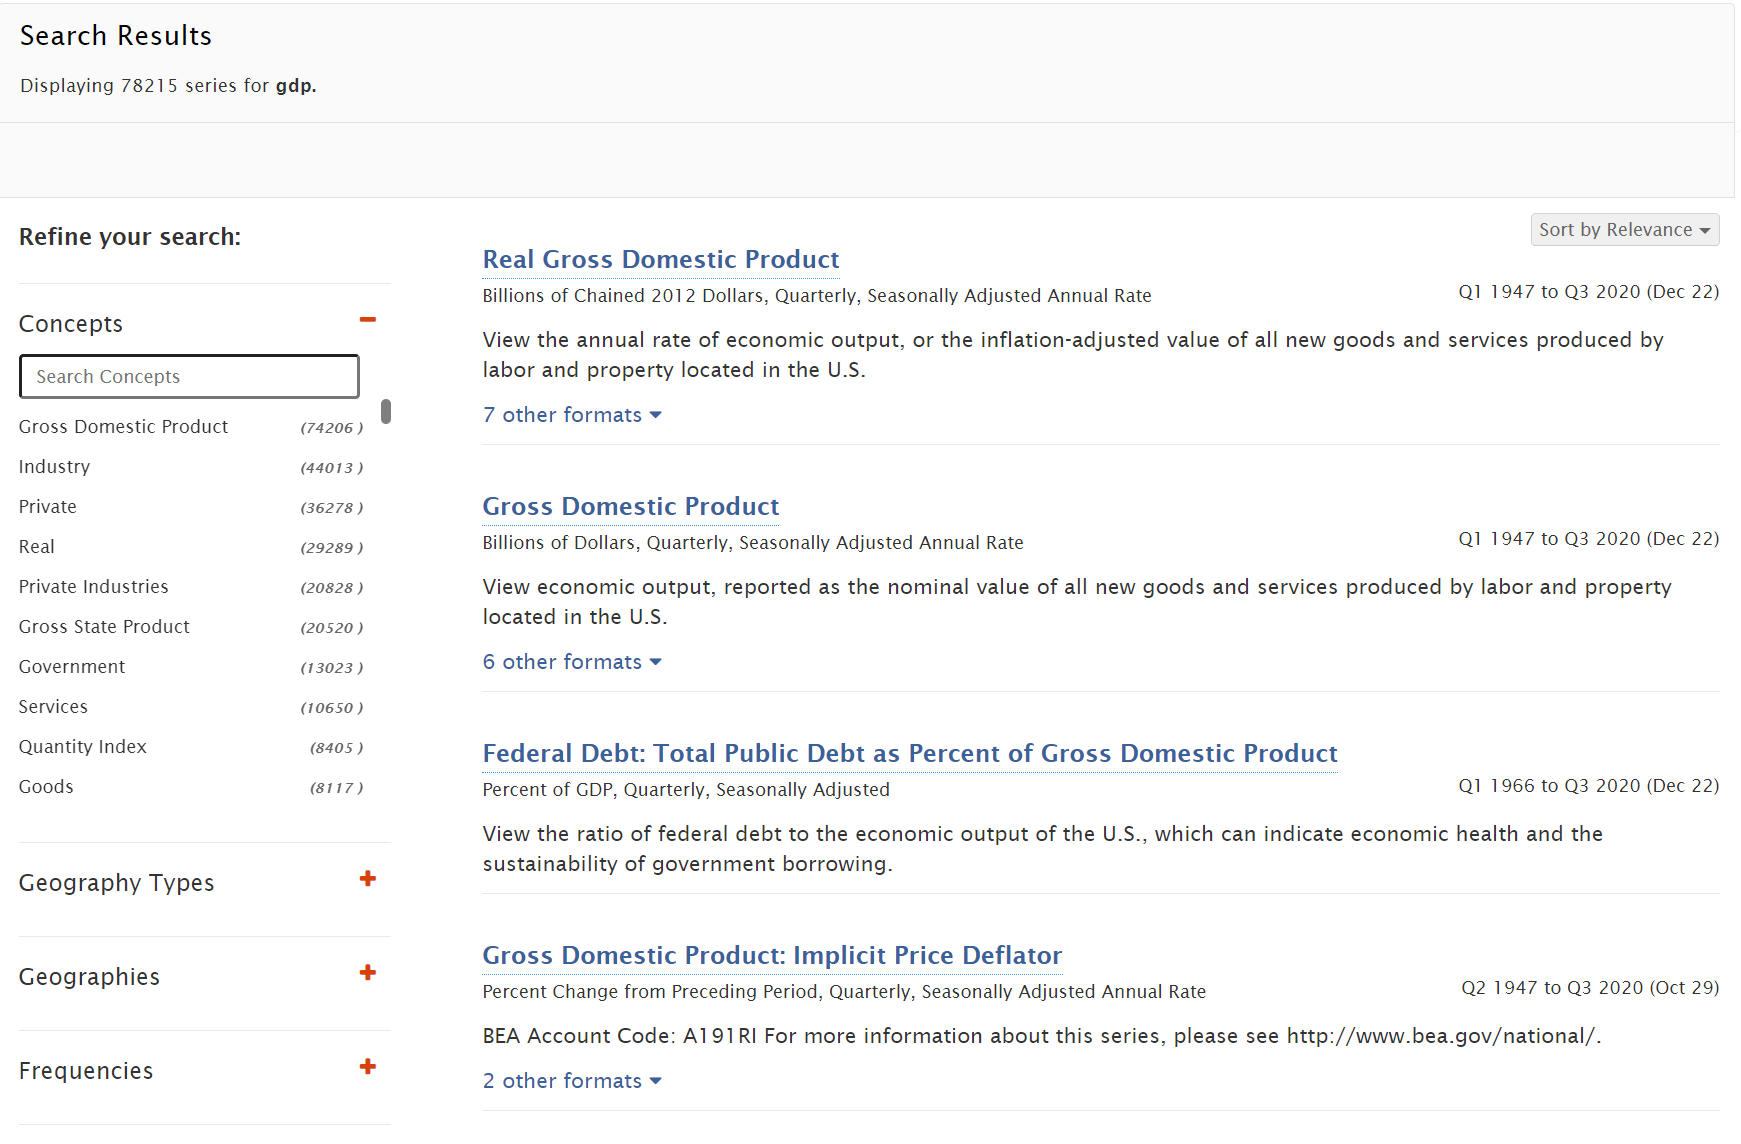 Search Results
Displaying 78215 series for gdp.
Refine your search:
Concepts
Search Concepts
Gross Domestic Product (74206 )
Industry (44013 )
Private (36278 )
Real (29289 )
Private Industries (20828 )
Gross State Product (20520 )
Government (13023 )
Services (10650 )
Quantity Index (8405 )
Goods (8117 )
Geography Types
Geographies
Frequencies
Sort by Relevance
Real Gross Domestic Product
Billions of Chained 2012 Dollars, Quarterly, Seasonally Adjusted Annual Rate Q1 1947 to Q3 2020 (Dec 22)
View the annual rate of economic output, or the inflation-adjusted value of all new goods and services produced by
labor and property located in the U.S.
7 other formats
Gross Domestic Product
Billions of Dollars, Quarterly, Seasonally Adjusted Annual Rate Q1 1947 to Q3 2020 (Dec 22)
View economic output, reported as the nominal value of all new goods and services produced by labor and property
located in the U.S.
6 other formats
Federal Debt: Total Public Debt as Percent of Gross Domestic Product
Percent of GDP, Quarterly, Seasonally Adjusted Q1 1966 to Q3 2020 (Dec 22)
View the ratio of federal debt to the economic output of the U.S., which can indicate economic health and the
sustainability of government borrowing.
Gross Domestic Product: Implicit Price Deflator
Percent Change from Preceding Period, Quarterly, Seasonally Adjusted Annual Rate Q2 1947 to Q3 2020 (Oct 29)
BEA Account Code: A191RI For more information about this series, please see http://www.bea.gov/national/.
2 other formats